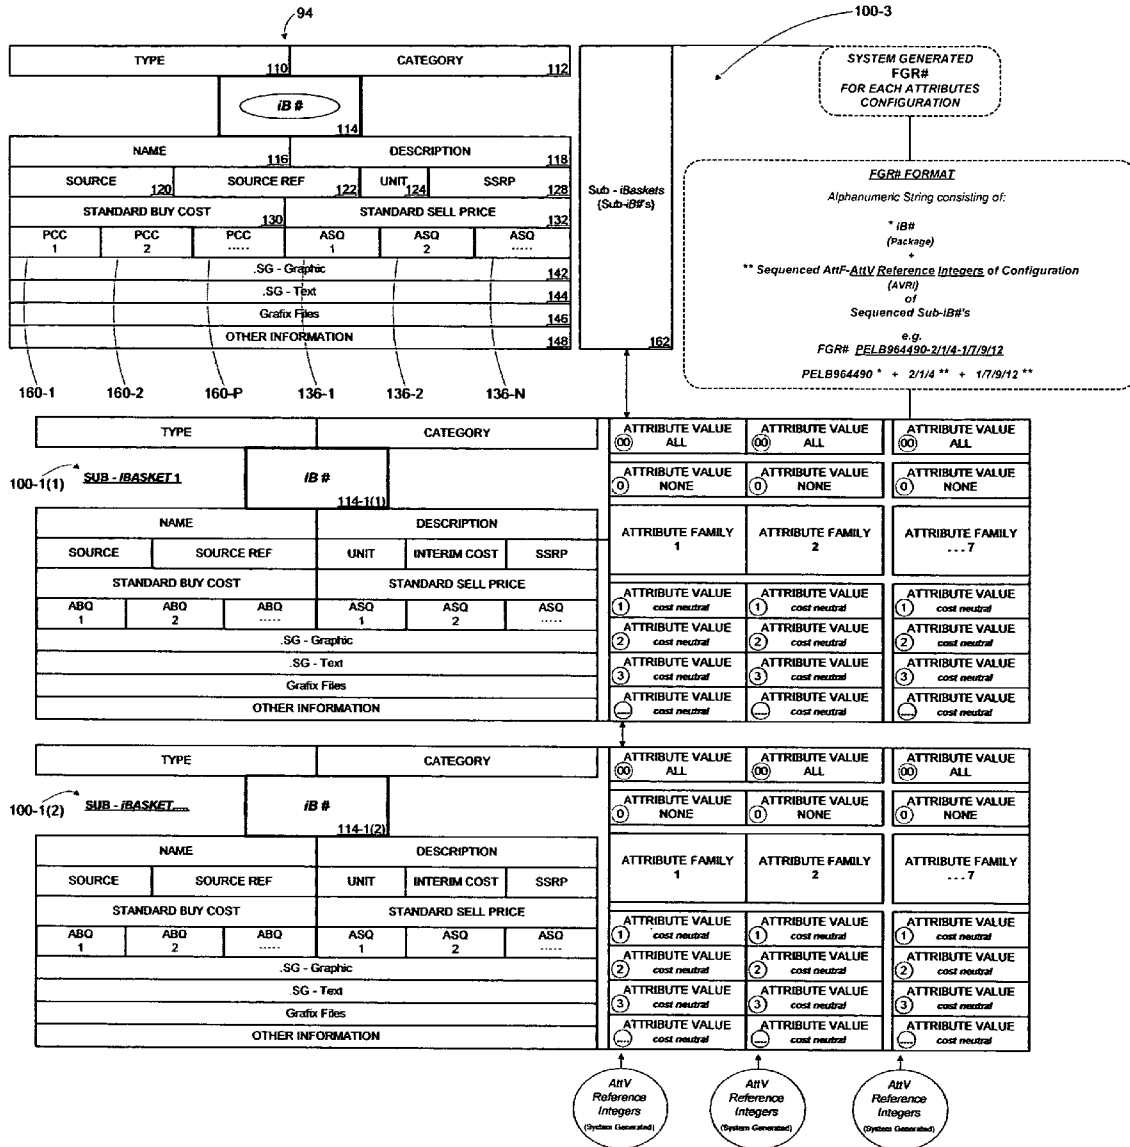 94
100-3
TYPE 110 CATEGORY 112
iB #
114
NAME 116 DESCRIPTION 118
SOURCE 120 SOURCE REF 122 UNIT 124 SSRP 128
STANDARD BUY COST 130 STANDARD SELL PRICE 132
PCC 1 PCC 2 PCC ..... ASQ 1 ASQ 2 ASQ .....
.SG - Graphic 142
.SG - Text 144
Grafix Files 146
OTHER INFORMATION 148
160-1 160-2 160-P 136-1 136-2 136-N
Sub - iBaskets
{Sub-iB#'s}
162
SYSTEM GENERATED
FGR#
FOR EACH ATTRIBUTES
CONFIGURATION
FGR# FORMAT
Alphanumeric String consisting of:
* iB#
(Package)
+
** Sequenced AttF-AttV Reference Integers of Configuration
(AVRI)
of
Sequenced Sub-iB#'s
e.g.
FGR# PELB964490-2/1/4-1/7/9/12
PELB964490 * + 2/1/4 ** + 1/7/9/12 **
TYPE CATEGORY
100-1(1) SUB - iBASKET 1
iB #
114-1(1)
NAME DESCRIPTION
SOURCE SOURCE REF UNIT INTERIM COST SSRP
STANDARD BUY COST STANDARD SELL PRICE
ABQ 1 ABQ 2 ABQ ..... ASQ 1 ASQ 2 ASQ .....
.SG - Graphic
.SG - Text
Grafix Files
OTHER INFORMATION
ATTRIBUTE VALUE ATTRIBUTE VALUE ATTRIBUTE VALUE
00 ALL 00 ALL 00 ALL
ATTRIBUTE VALUE ATTRIBUTE VALUE ATTRIBUTE VALUE
0 NONE 0 NONE 0 NONE
ATTRIBUTE FAMILY ATTRIBUTE FAMILY ATTRIBUTE FAMILY
1 2 . . . 7
ATTRIBUTE VALUE ATTRIBUTE VALUE ATTRIBUTE VALUE
1 cost neutral 1 cost neutral 1 cost neutral
ATTRIBUTE VALUE ATTRIBUTE VALUE ATTRIBUTE VALUE
2 cost neutral 2 cost neutral 2 cost neutral
ATTRIBUTE VALUE ATTRIBUTE VALUE ATTRIBUTE VALUE
3 cost neutral 3 cost neutral 3 cost neutral
ATTRIBUTE VALUE ATTRIBUTE VALUE ATTRIBUTE VALUE
.... cost neutral .... cost neutral .... cost neutral
TYPE CATEGORY
100-1(2) SUB - iBASKET.....
iB #
114-1(2)
NAME DESCRIPTION
SOURCE SOURCE REF UNIT INTERIM COST SSRP
STANDARD BUY COST STANDARD SELL PRICE
ABQ 1 ABQ 2 ABQ ..... ASQ 1 ASQ 2 ASQ .....
.SG - Graphic
.SG - Text
Grafix Files
OTHER INFORMATION
ATTRIBUTE VALUE ATTRIBUTE VALUE ATTRIBUTE VALUE
00 ALL 00 ALL 00 ALL
ATTRIBUTE VALUE ATTRIBUTE VALUE ATTRIBUTE VALUE
0 NONE 0 NONE 0 NONE
ATTRIBUTE FAMILY ATTRIBUTE FAMILY ATTRIBUTE FAMILY
1 2 . . . 7
ATTRIBUTE VALUE ATTRIBUTE VALUE ATTRIBUTE VALUE
1 cost neutral 1 cost neutral 1 cost neutral
ATTRIBUTE VALUE ATTRIBUTE VALUE ATTRIBUTE VALUE
2 cost neutral 2 cost neutral 2 cost neutral
ATTRIBUTE VALUE ATTRIBUTE VALUE ATTRIBUTE VALUE
3 cost neutral 3 cost neutral 3 cost neutral
ATTRIBUTE VALUE ATTRIBUTE VALUE ATTRIBUTE VALUE
.... cost neutral .... cost neutral .... cost neutral
AttV AttV AttV
Reference Reference Reference
Integers Integers Integers
(System Generated) (System Generated) (System Generated)